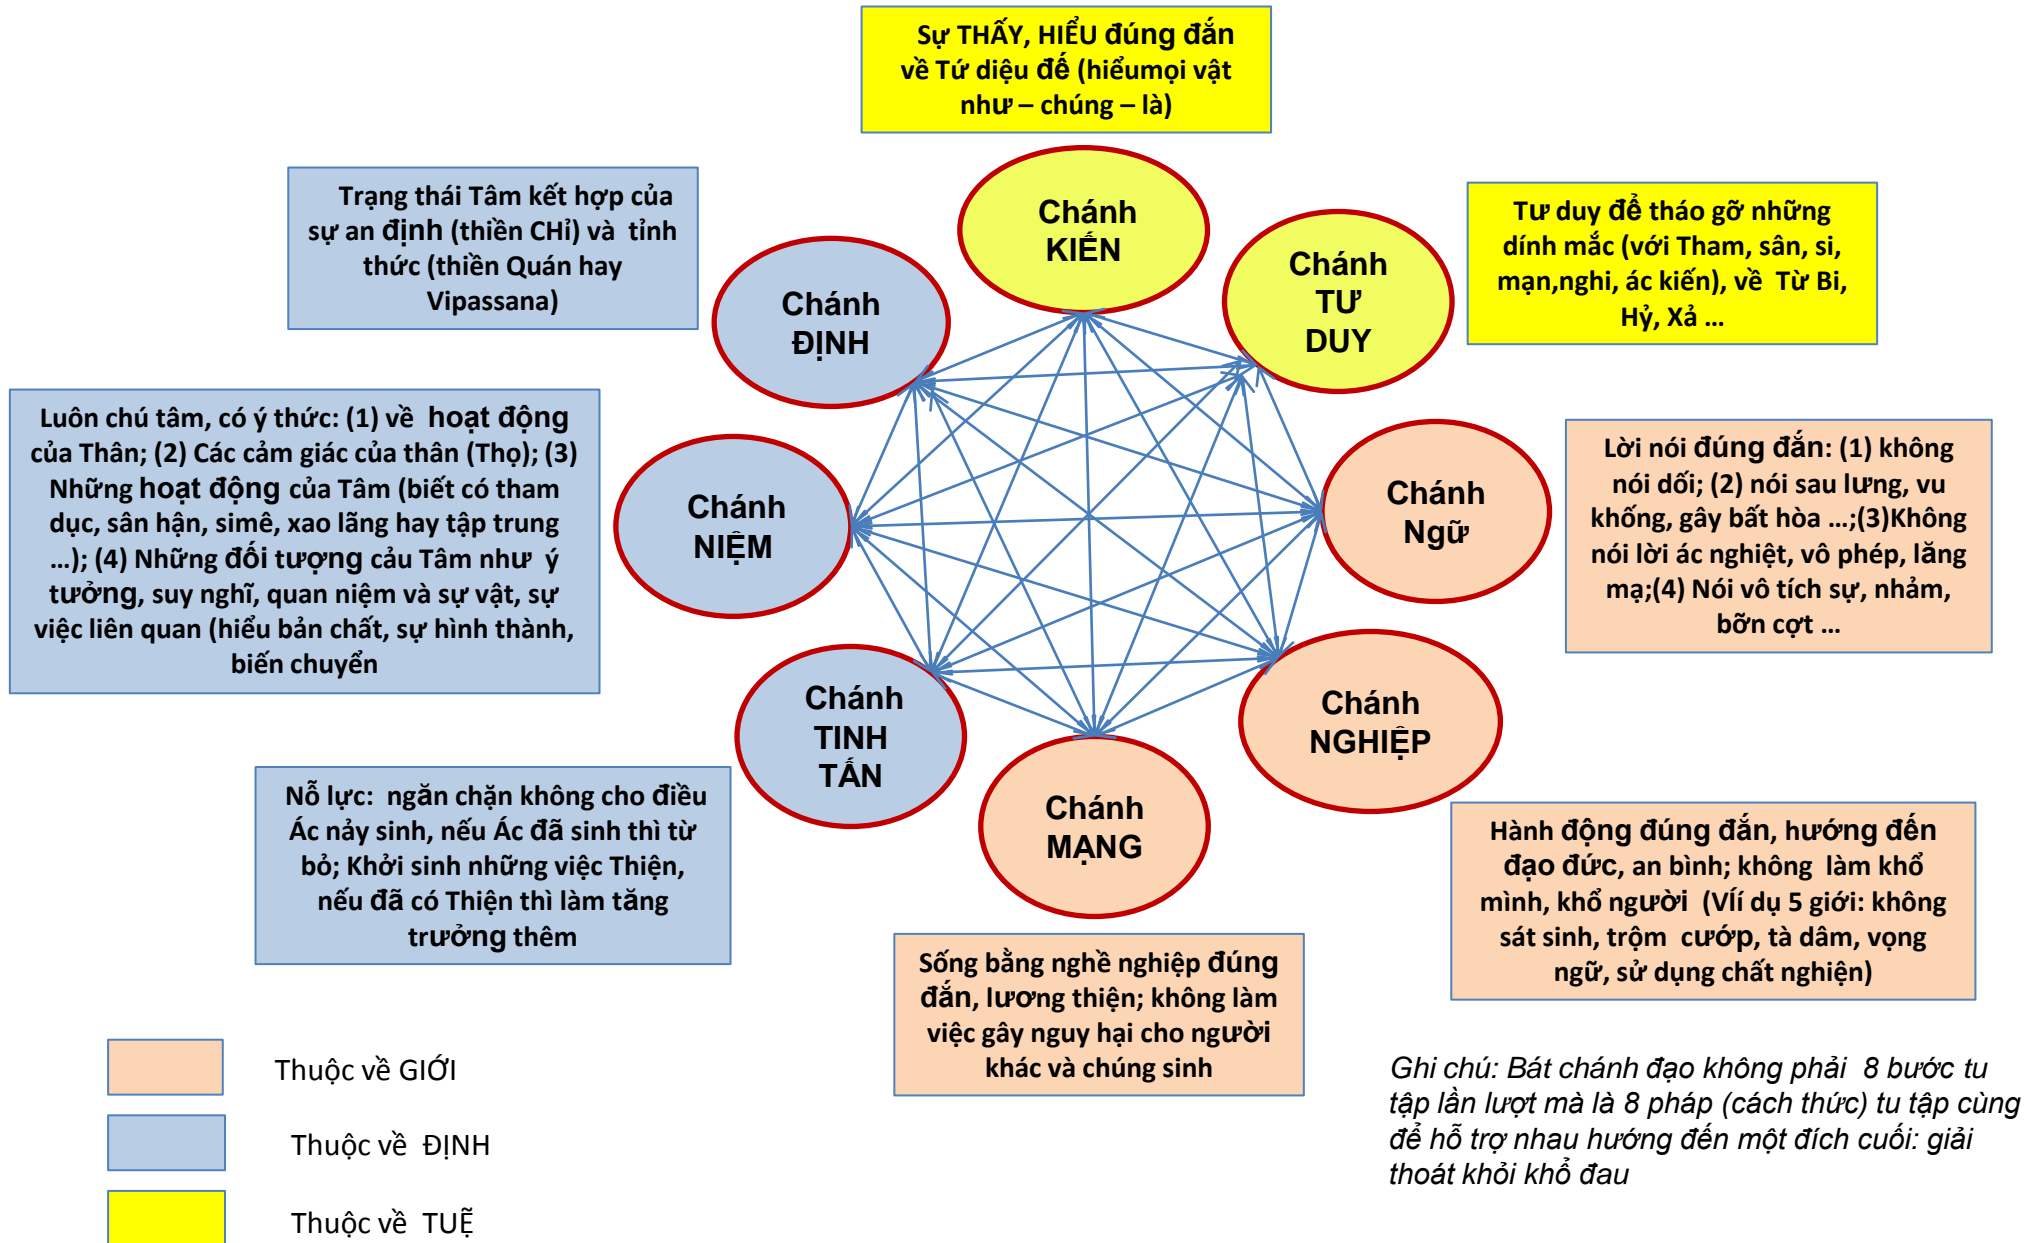 Sự THẤY, HIỂU đúng đắn
về Tứ diệu đế (hiểumọi vật
như – chúng – là)
Trạng thái Tâm kết hợp của
sự an định (thiền CHỈ) và tỉnh
thức (thiền Quán hay
Vipassana)
Chánh
KIẾN
Tư duy để tháo gỡ những
dính mắc (với Tham, sân, si,
mạn,nghi, ác kiến), về Từ Bi,
Hỷ, Xả ...
Chánh
TƯ
DUY
Chánh
ĐỊNH
Luôn chú tâm, có ý thức: (1) về hoạt động
của Thân; (2) Các cảm giác của thân (Thọ); (3)
Những hoạt động của Tâm (biết có tham
dục, sân hận, simê, xao lãng hay tập trung
...); (4) Những đối tượng cảu Tâm như ý
tưởng, suy nghĩ, quan niệm và sự vật, sự
việc liên quan (hiểu bản chất, sự hình thành,
biến chuyển
Chánh
NIỆM
Chánh
Ngữ
Lời nói đúng đắn: (1) không
nói dối; (2) nói sau lưng, vu
khống, gây bất hòa ...;(3)Không
nói lời ác nghiệt, vô phép, lăng
mạ;(4) Nói vô tích sự, nhảm,
bỡn cợt ...
Chánh
TINH
TẤN
Chánh
NGHIỆP
Nỗ lực: ngăn chặn không cho điều
Ác nảy sinh, nếu Ác đã sinh thì từ
bỏ; Khởi sinh những việc Thiện,
nếu đã có Thiện thì làm tăng
trưởng thêm
Chánh
MẠNG
Hành động đúng đắn, hướng đến
đạo đức, an bình; không làm khổ
mình, khổ người (VÍí dụ 5 giới: không
sát sinh, trộm cướp, tà dâm, vọng
ngữ, sử dụng chất nghiện)
Sống bằng nghề nghiệp đúng
đắn, lương thiện; không làm
việc gây nguy hại cho người
khác và chúng sinh
Thuộc về GIỚI
Thuộc về ĐỊNH
Thuộc về TUỆ
Ghi chú: Bát chánh đạo không phải 8 bước tu
tập lần lượt mà là 8 pháp (cách thức) tu tập cùng
để hỗ trợ nhau hướng đến một đích cuối: giải
thoát khỏi khổ đau